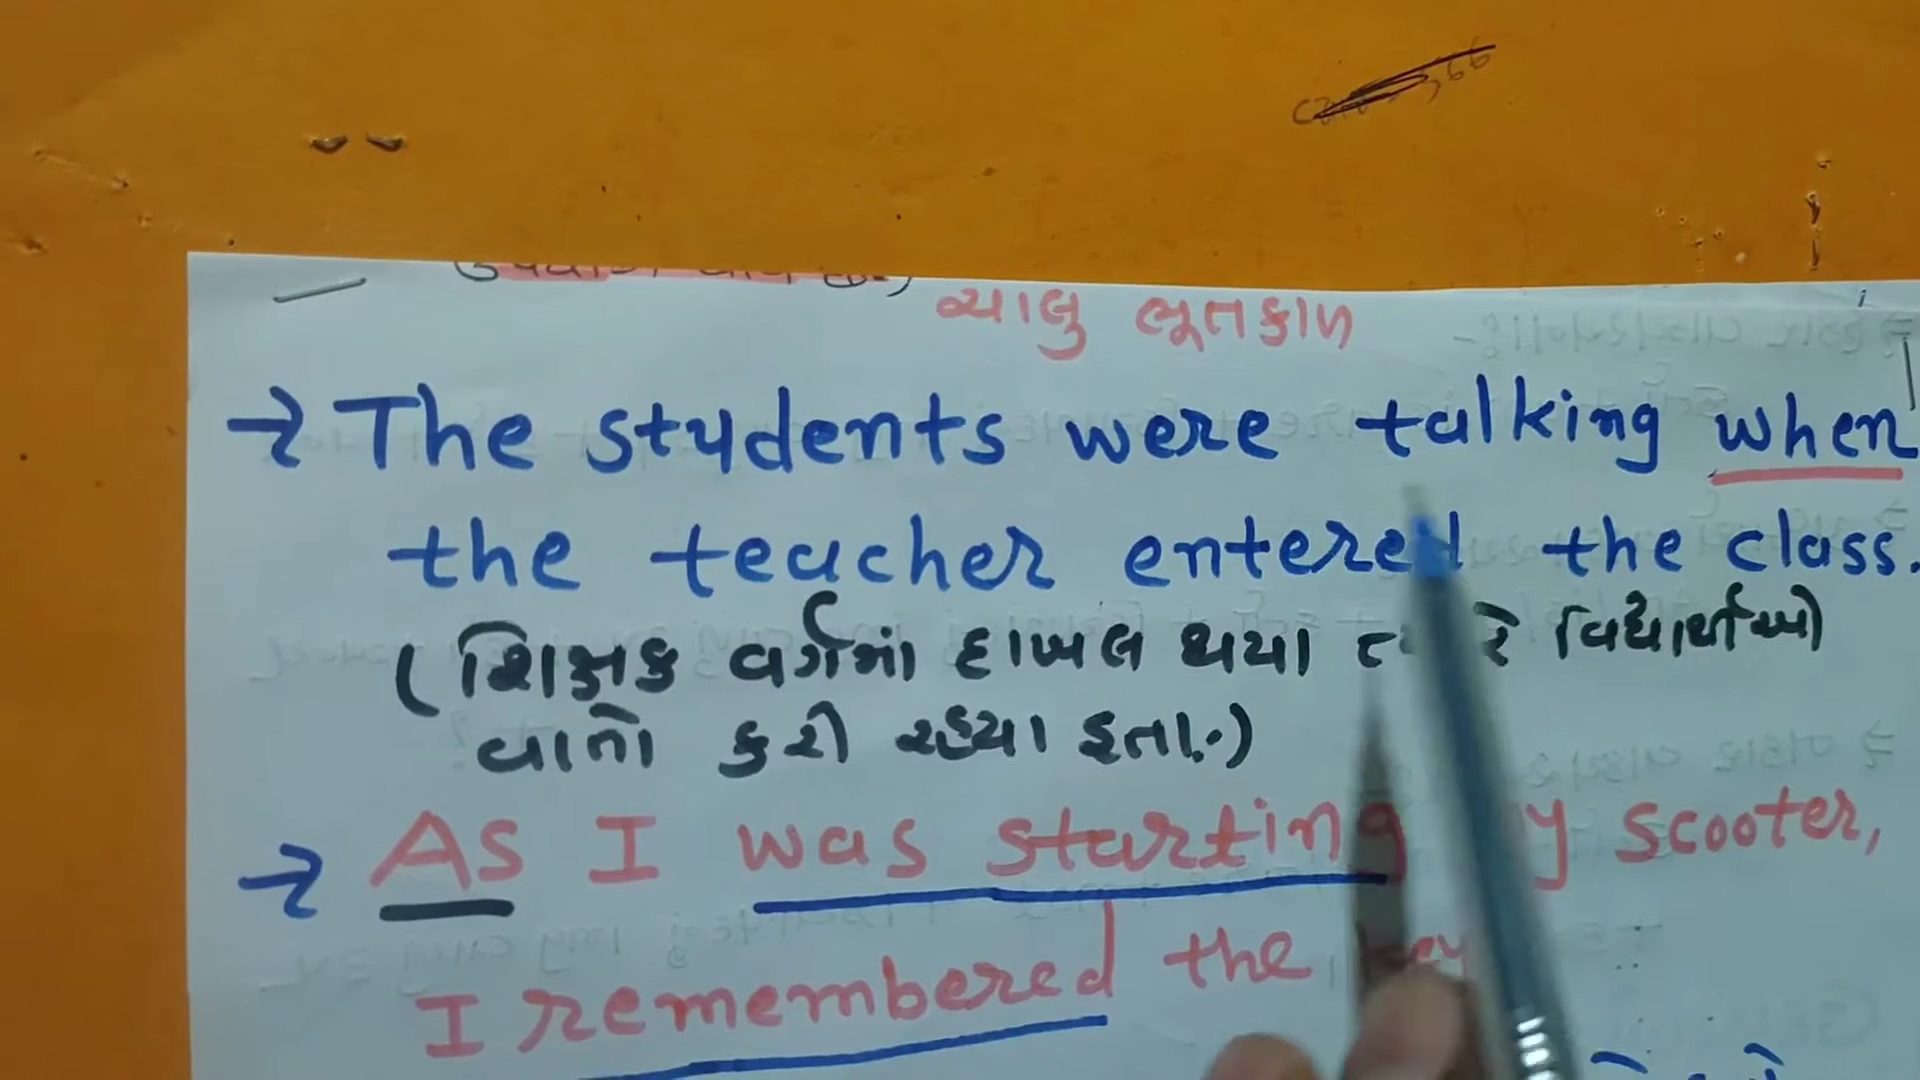 ચાલુ ભૂતકાળ
→ The students were talking when
the teacher entered the class.
(શિક્ષક વર્ગમાં દાખલ થયા વિદ્યાર્થીઓ
વાતો કરી રહ્યા હતા.)
→ As I was starting scooter,
I remembered the